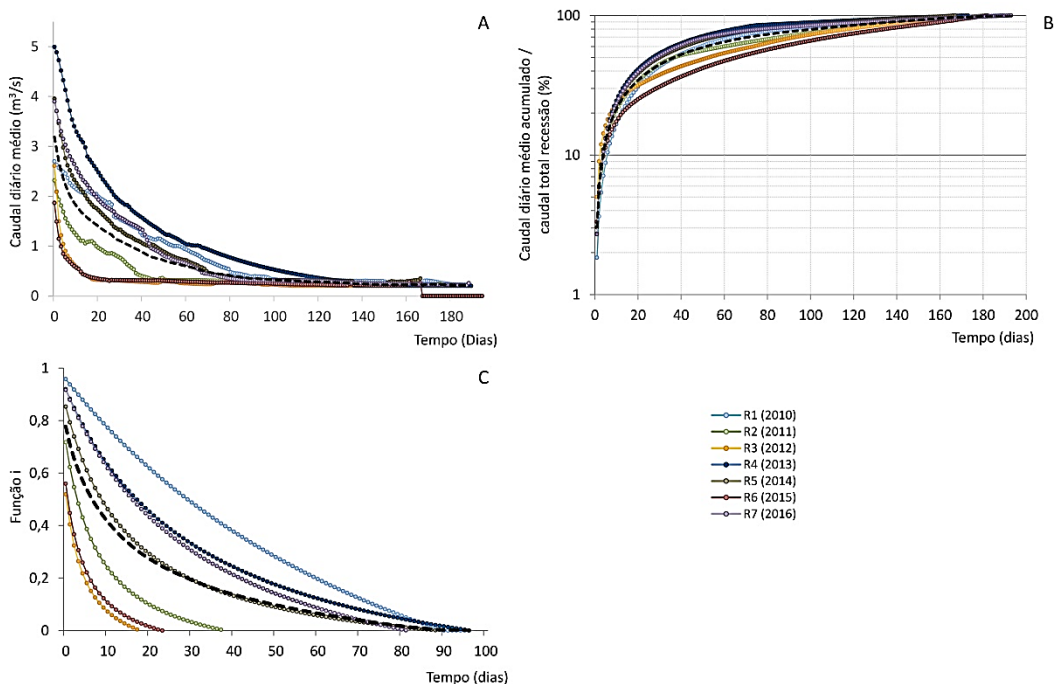 A
Caudal diário médio (m³/s)
5
4
3
2
1
0
0 20 40 60 80 100 120 140 160 180
Tempo (Dias)
B
Caudal diário médio acumulado /
caudal total recessão (%)
100
10
1
0 20 40 60 80 100 120 140 160 180 200
Tempo (dias)
C
Função i
1
0,8
0,6
0,4
0,2
0
0 10 20 30 40 50 60 70 80 90 100
Tempo (dias)
R1 (2010)
R2 (2011)
R3 (2012)
R4 (2013)
R5 (2014)
R6 (2015)
R7 (2016)